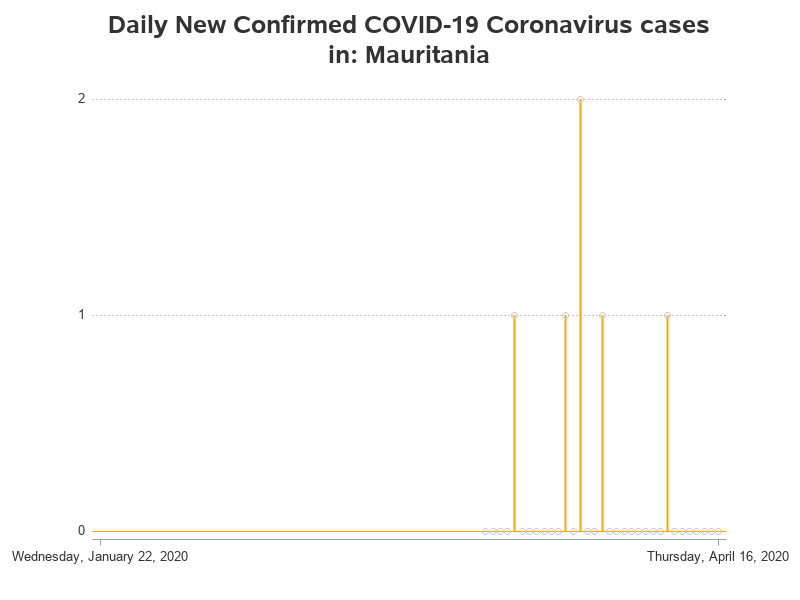 Daily New Confirmed COVID-19 Coronavirus cases
in: Mauritania
2
1
0
Wednesday, January 22, 2020
Thursday, April 16, 2020